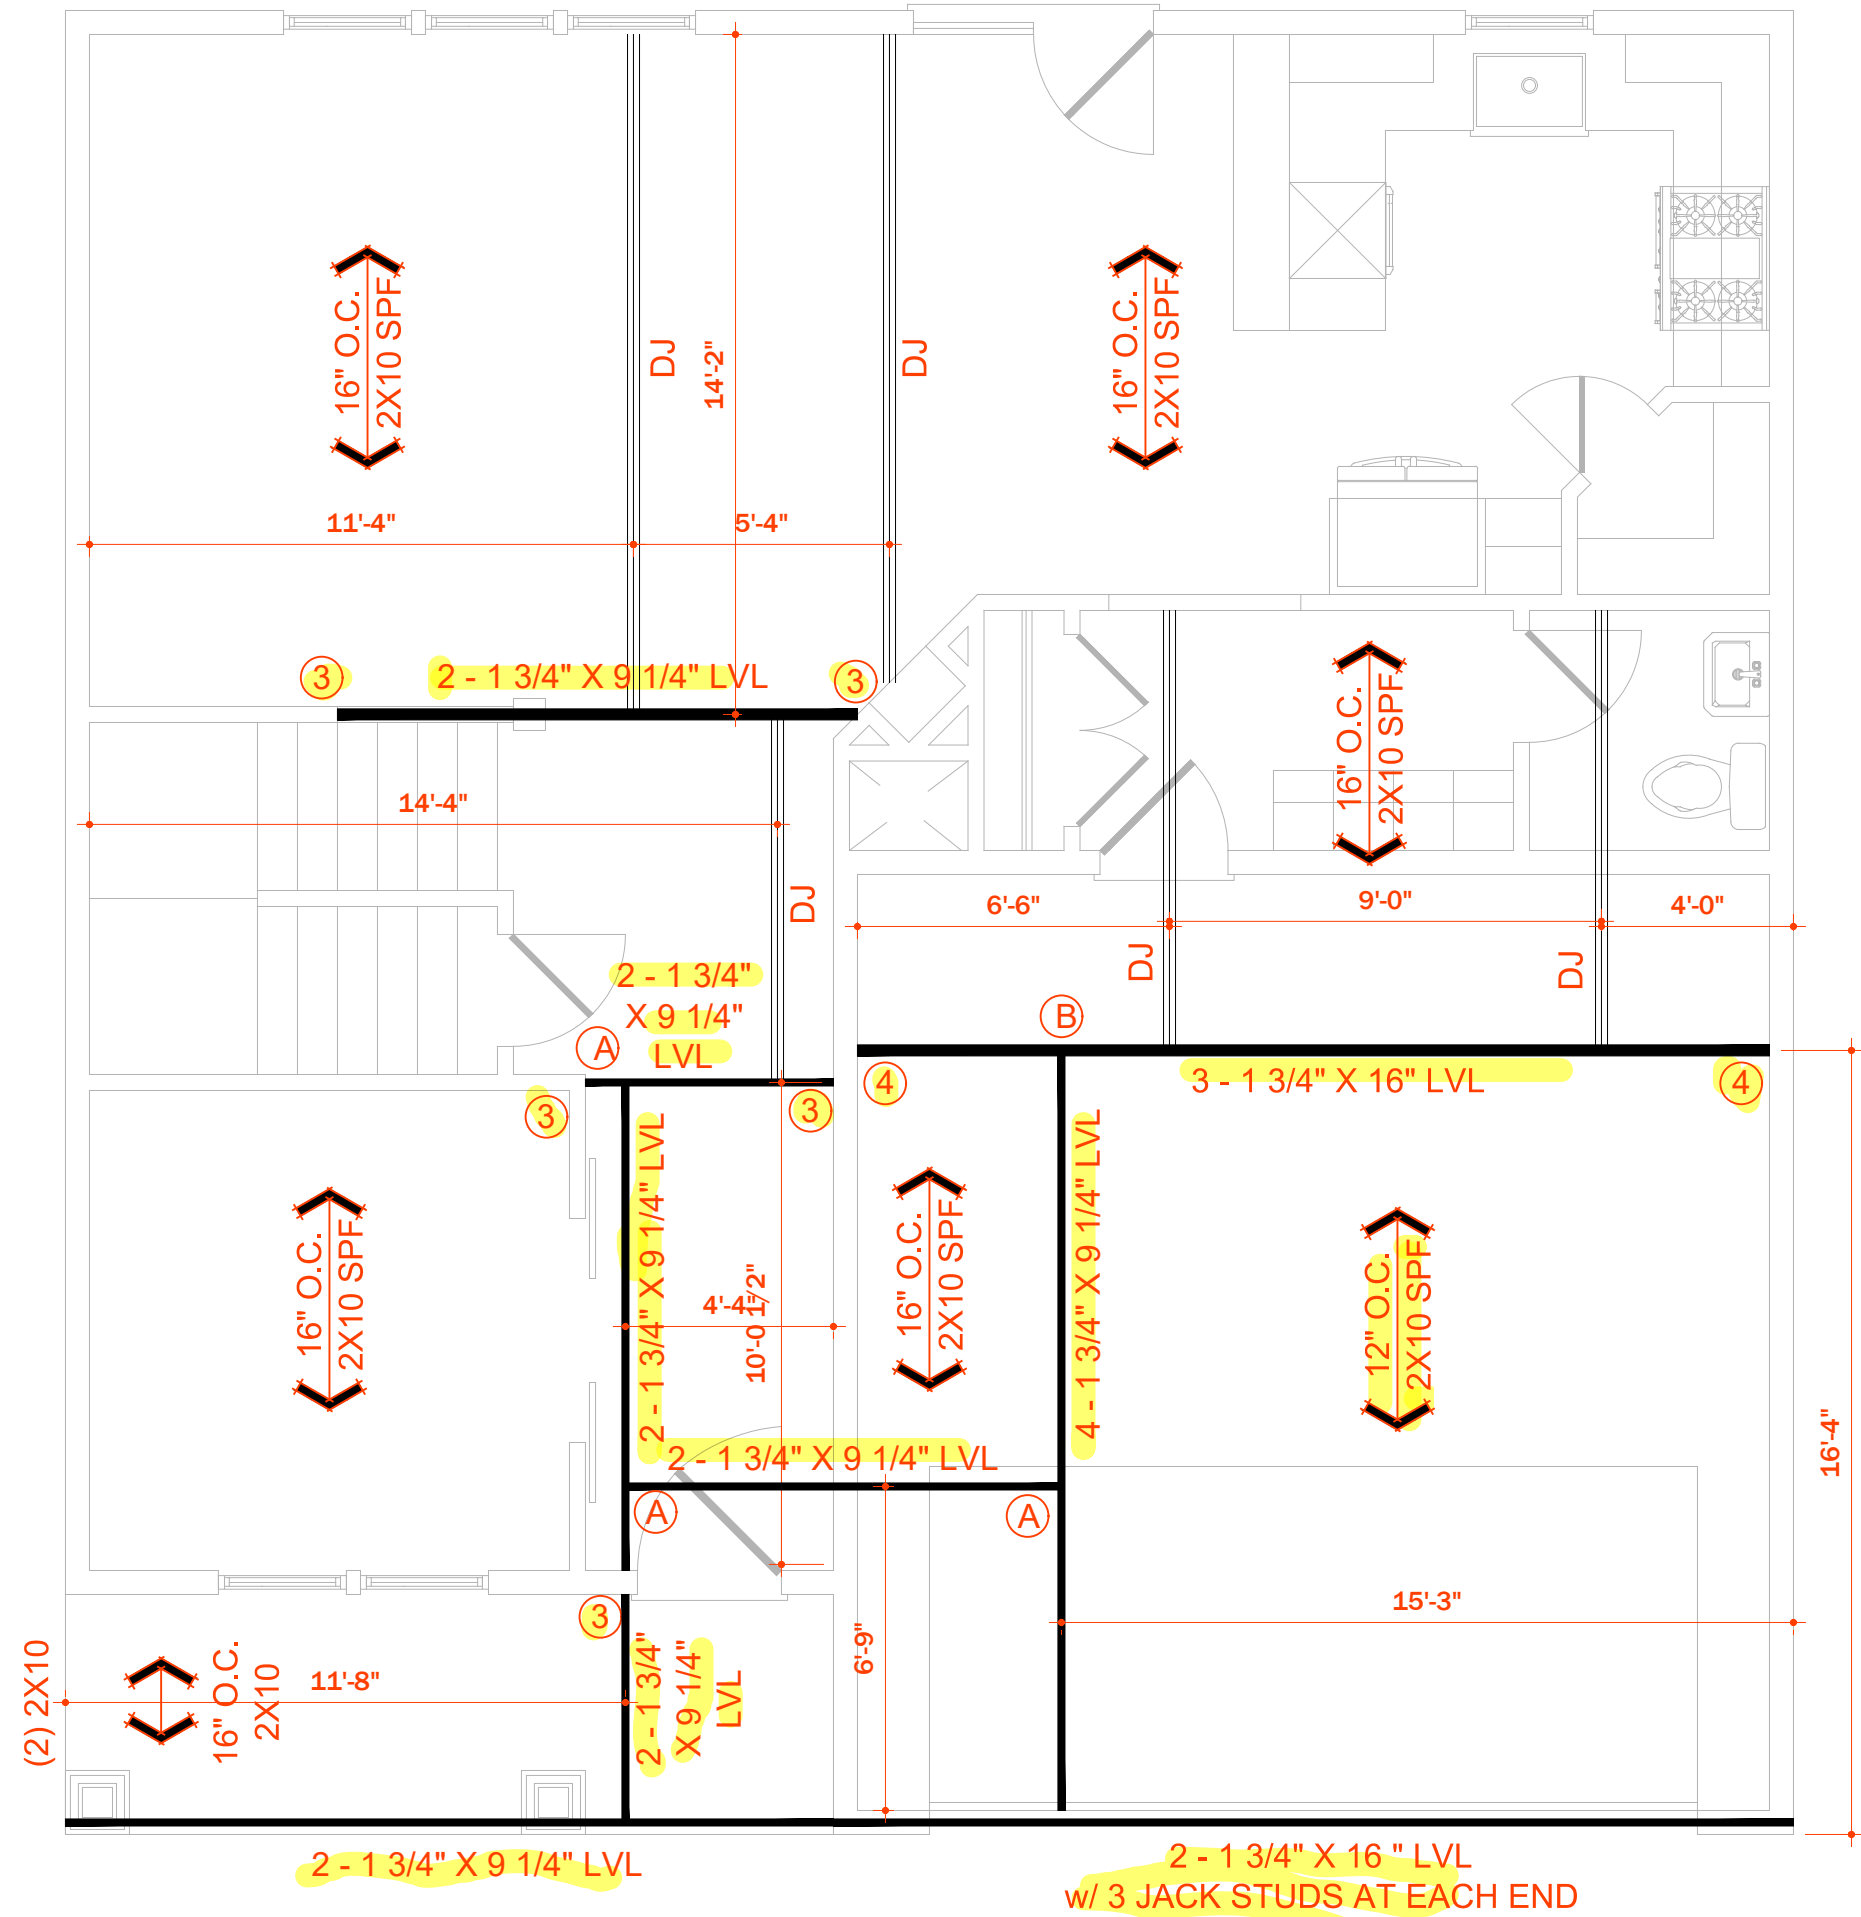 16" O.C.
2X10 SPF
DJ
14'-2"
DJ
16" O.C.
2X10 SPF
11'-4"
5'-4"
3
2 - 1 3/4" X 9 1/4" LVL
3
16" O.C.
2X10 SPF
14'-4"
DJ
6'-6"
9'-0"
4'-0"
DJ
DJ
2 - 1 3/4"
X 9 1/4"
LVL
A
B
3
3
4
3 - 1 3/4" X 16" LVL
4
16" O.C.
2X10 SPF
2 - 1 3/4" X 9 1/4" LVL
4'-4"
10'-0 1/2"
16" O.C.
2X10 SPF
4 - 1 3/4" X 9 1/4" LVL
12" O.C.
2X10 SPF
16'-4"
2 - 1 3/4" X 9 1/4" LVL
A
A
15'-3"
3
6'-9"
(2) 2X10
16" O.C.
2X10
11'-8"
2 - 1 3/4"
X 9 1/4"
LVL
2 - 1 3/4" X 9 1/4" LVL
2 - 1 3/4" X 16 " LVL
w/ 3 JACK STUDS AT EACH END